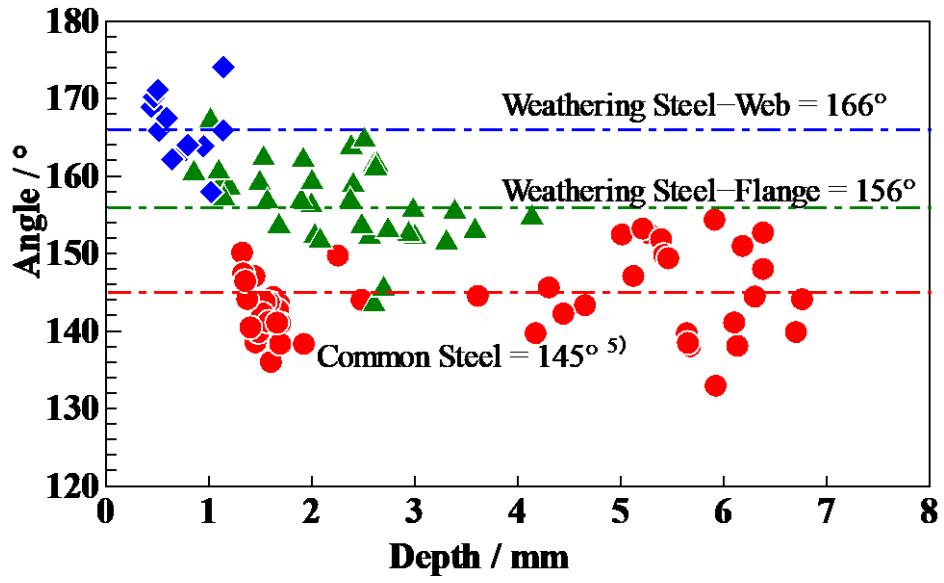 180
170
160
150
140
130
120
Angle / °
Weathering Steel−Web = 166°
Weathering Steel−Flange = 156°
Common Steel = 145° 5)
0 1 2 3 4 5 6 7 8
Depth / mm